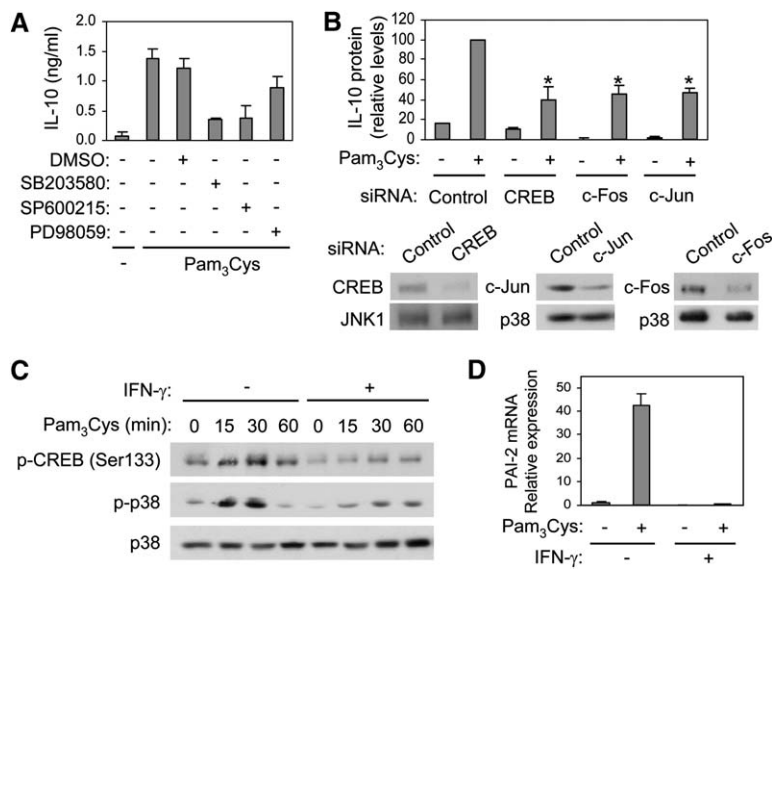 A
IL-10 (ng/ml)
2.0
1.5
1.0
0.5
0.0
DMSO: - - + - - -
SB203580: - - - + - -
SP600215: - - - - + -
PD98059: - - - - - +
- Pam3Cys
B
IL-10 protein
(relative levels)
120
100
80
60
40
20
0
* * *
Pam3Cys: - + - + - + - +
siRNA: Control CREB c-Fos c-Jun
siRNA: Control CREB Control c-Jun Control c-Fos
CREB c-Jun c-Fos
JNK1 p38 p38
C
IFN-γ: - +
Pam3Cys (min): 0 15 30 60 0 15 30 60
p-CREB (Ser133)
p-p38
p38
D
PAI-2 mRNA
Relative expression
50
40
30
20
10
0
Pam3Cys: - + - +
IFN-γ: - +